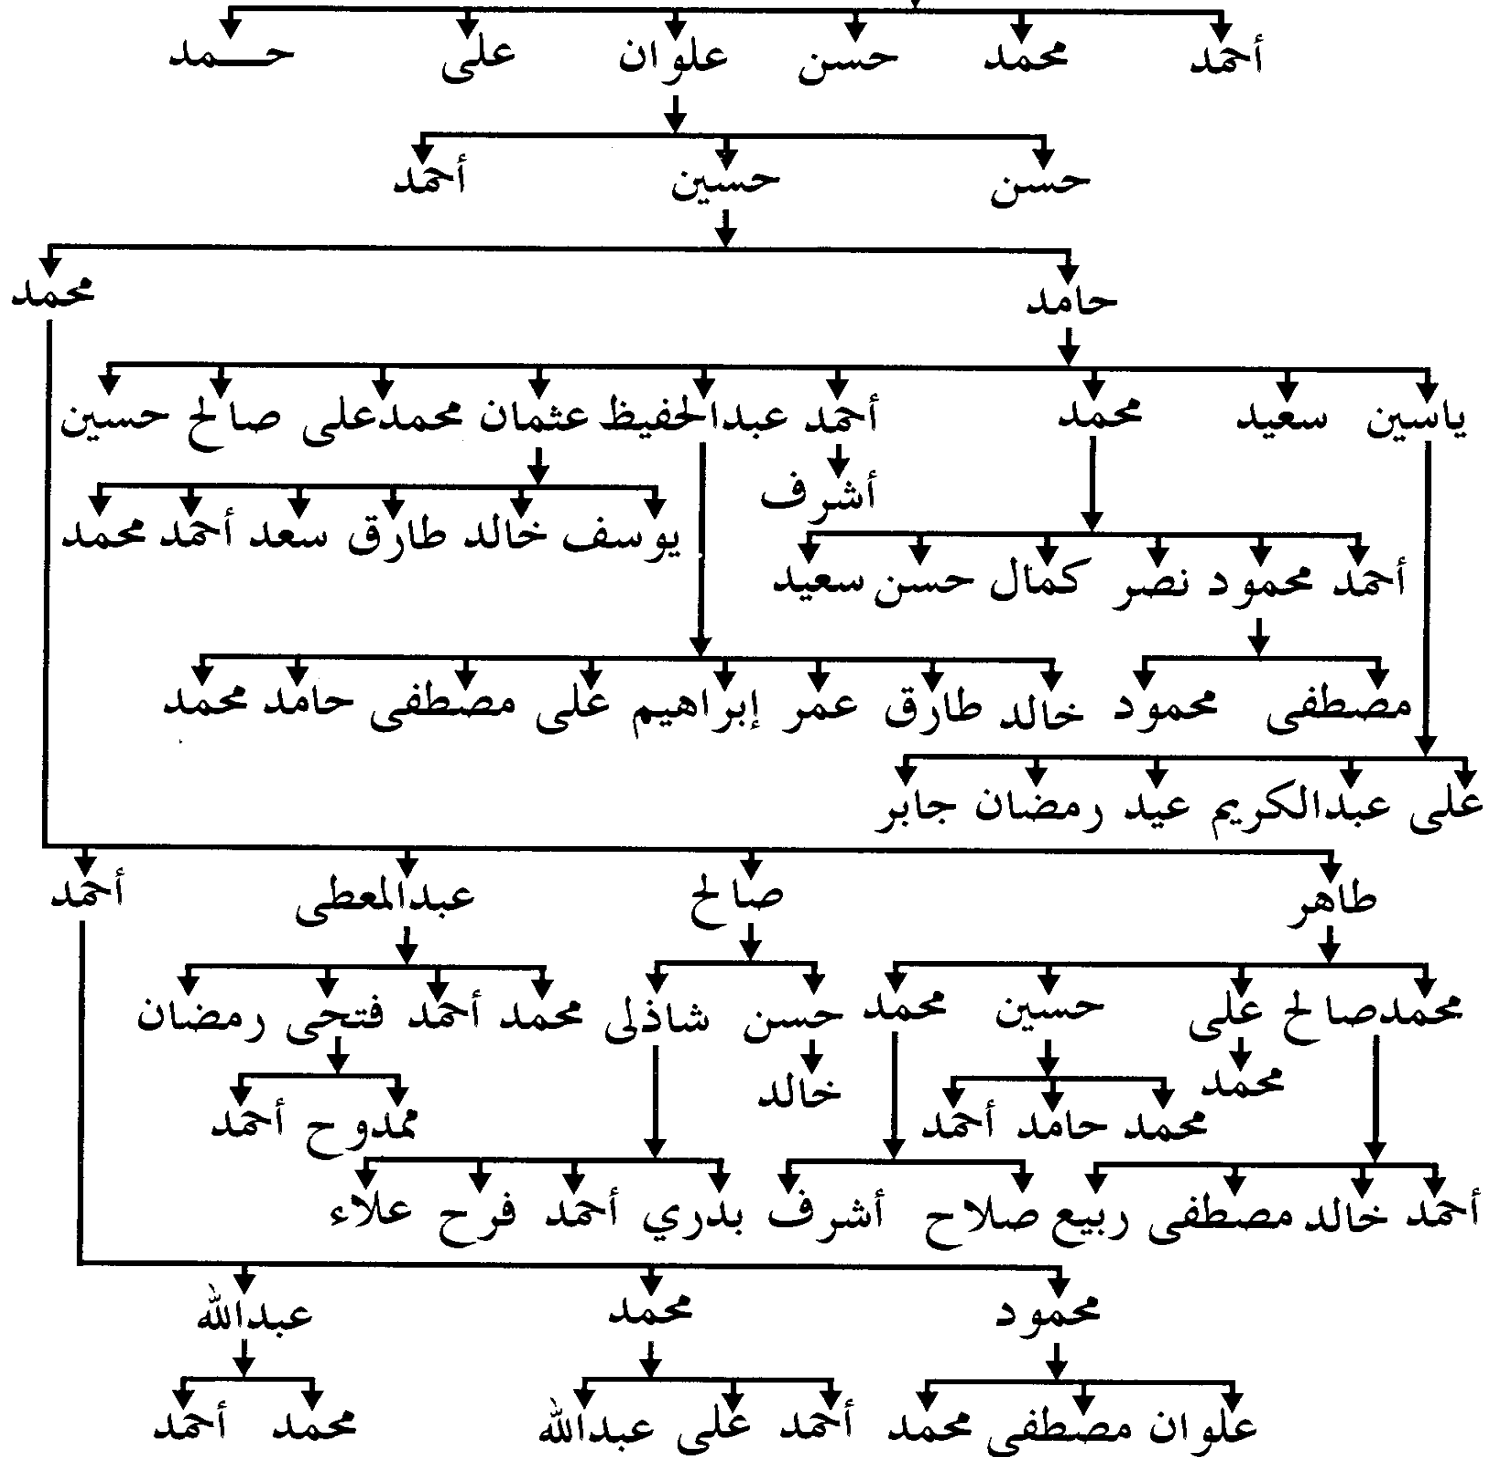 أحمد محمد حسن علوان على حـــمد
حسن حسين أحمد
حامد محمد
ياسين سعيد محمد أحمد عبدالحفيظ عثمان محمدعلى صالح حسين
أشرف
يوسف خالد طارق سعد أحمد محمد
أحمد محمود نصر كمال حسن سعيد
مصطفى محمود خالد طارق عمر إبراهيم على مصطفى حامد محمد
على عبدالكريم عيد رمضان جابر
طاهر صالح عبدالمعطى أحمد
محمدصالح على حسين محمد حسن شاذلى محمد أحمد فتحى رمضان
محمد خالد
محمد حامد أحمد ممدوح أحمد
أحمد خالد مصطفى ربيع صلاح أشرف بدري أحمد فرح علاء
محمود محمد عبدالله
علوان مصطفى محمد أحمد على عبدالله محمد أحمد